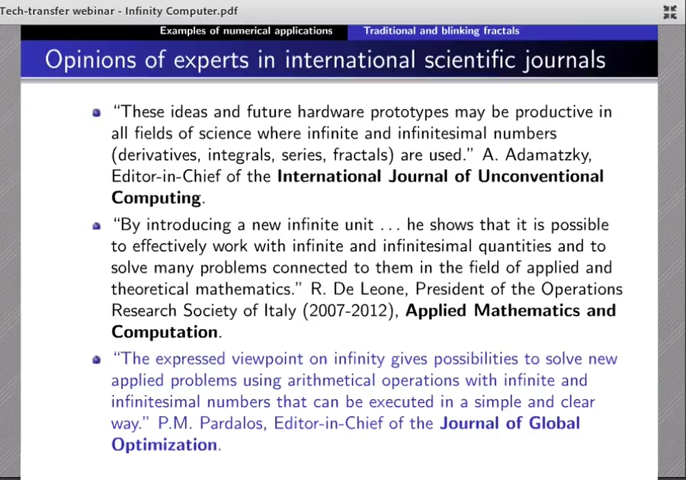 Tech-transfer webinar - Infinity Computer.pdf
Examples of numerical applications Traditional and blinking fractals
Opinions of experts in international scientific journals
“These ideas and future hardware prototypes may be productive in
all fields of science where infinite and infinitesimal numbers
(derivatives, integrals, series, fractals) are used.” A. Adamatzky,
Editor-in-Chief of the International Journal of Unconventional
Computing.
“By introducing a new infinite unit . . . he shows that it is possible
to effectively work with infinite and infinitesimal quantities and to
solve many problems connected to them in the field of applied and
theoretical mathematics.” R. De Leone, President of the Operations
Research Society of Italy (2007-2012), Applied Mathematics and
Computation.
“The expressed viewpoint on infinity gives possibilities to solve new
applied problems using arithmetical operations with infinite and
infinitesimal numbers that can be executed in a simple and clear
way.” P.M. Pardalos, Editor-in-Chief of the Journal of Global
Optimization.